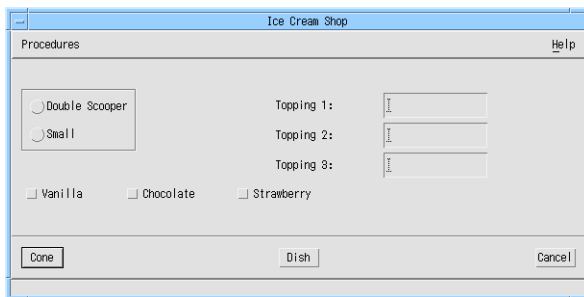 Ice Cream Shop
Procedures Help
Double Scooper Topping 1:
Small Topping 2:
Topping 3:
Vanilla Chocolate Strawberry
Cone Dish Cancel